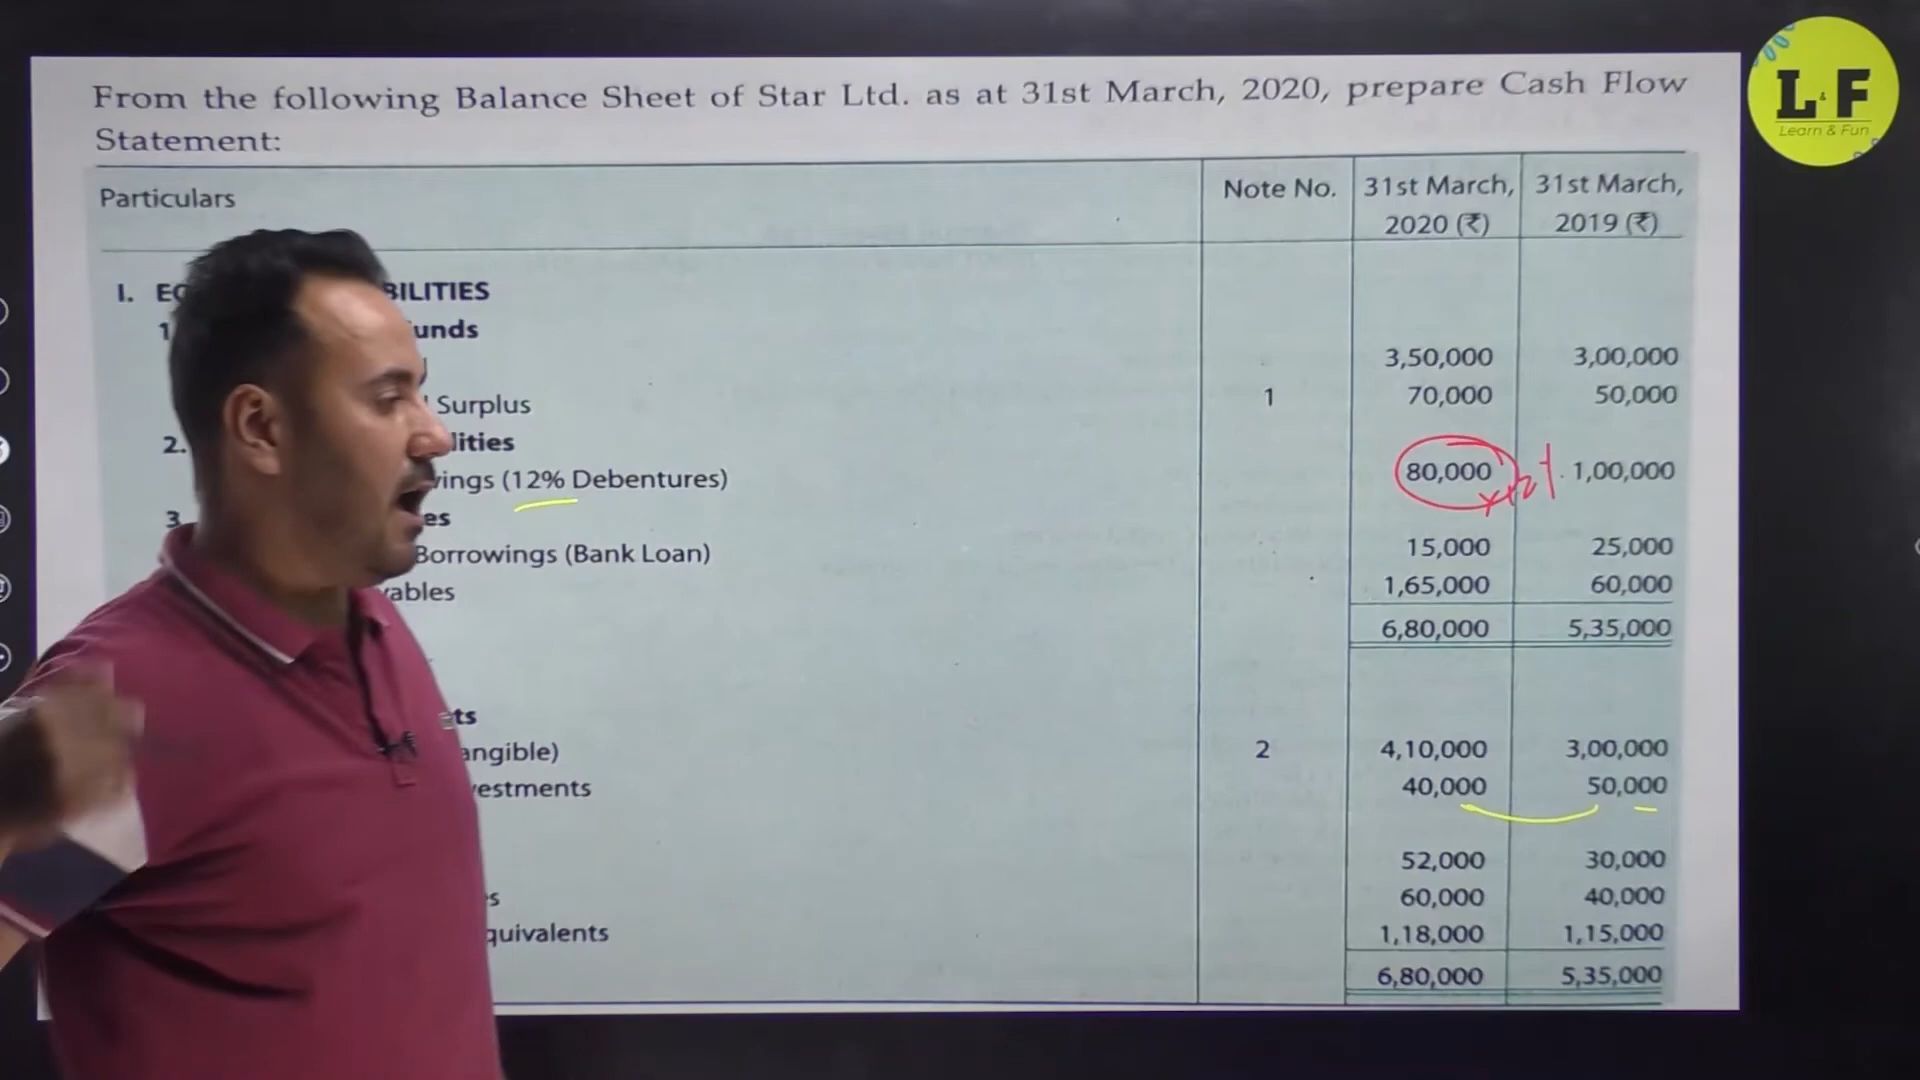 From the following Balance Sheet of Star Ltd. as at 31st March, 2020, prepare Cash Flow
Statement:
L&F
Learn & Fun
Particulars Note No. 31st March, 2020 (₹) 31st March, 2019 (₹)
I. EQ BILITIES
1 unds
3,50,000 3,00,000
Surplus 1 70,000 50,000
2. lities
ings (12% Debentures) 80,000 x12% 1,00,000
3 es
Borrowings (Bank Loan) 15,000 25,000
ables 1,65,000 60,000
6,80,000 5,35,000
ts
angible) 2 4,10,000 3,00,000
estments 40,000 50,000
52,000 30,000
s 60,000 40,000
quivalents 1,18,000 1,15,000
6,80,000 5,35,000